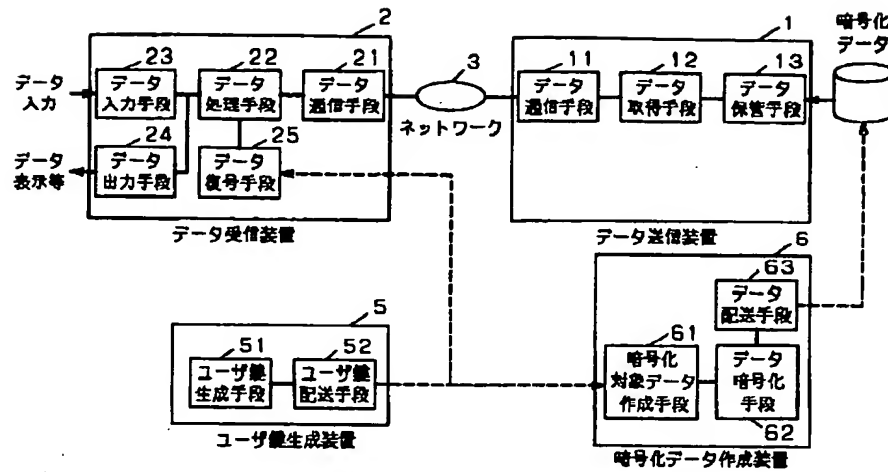 2
23
データ
入力手段
22
データ
処理手段
21
データ
通信手段
データ
入力
24
データ
出力手段
25
データ
復号手段
データ
表示等
データ受信装置
3
ネットワーク
1
11
データ
通信手段
12
データ
取得手段
13
データ
保管手段
データ送信装置
暗号化
データ
5
51
ユーザ鍵
生成手段
52
ユーザ鍵
配送手段
ユーザ鍵生成装置
6
63
データ
配送手段
61
暗号化
対象データ
作成手段
データ
暗号化
手段
62
暗号化データ作成装置